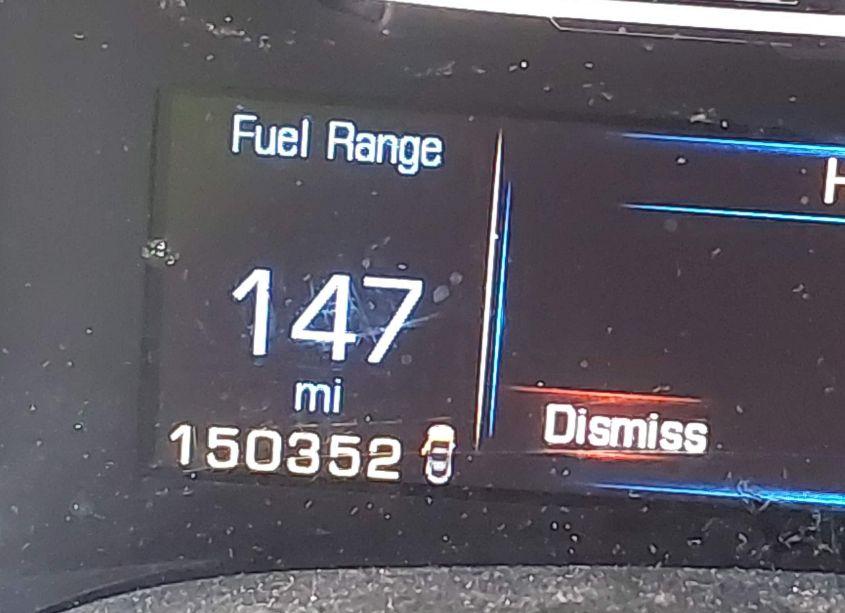 Fuel Range
147
mi
150352
H
Dismiss